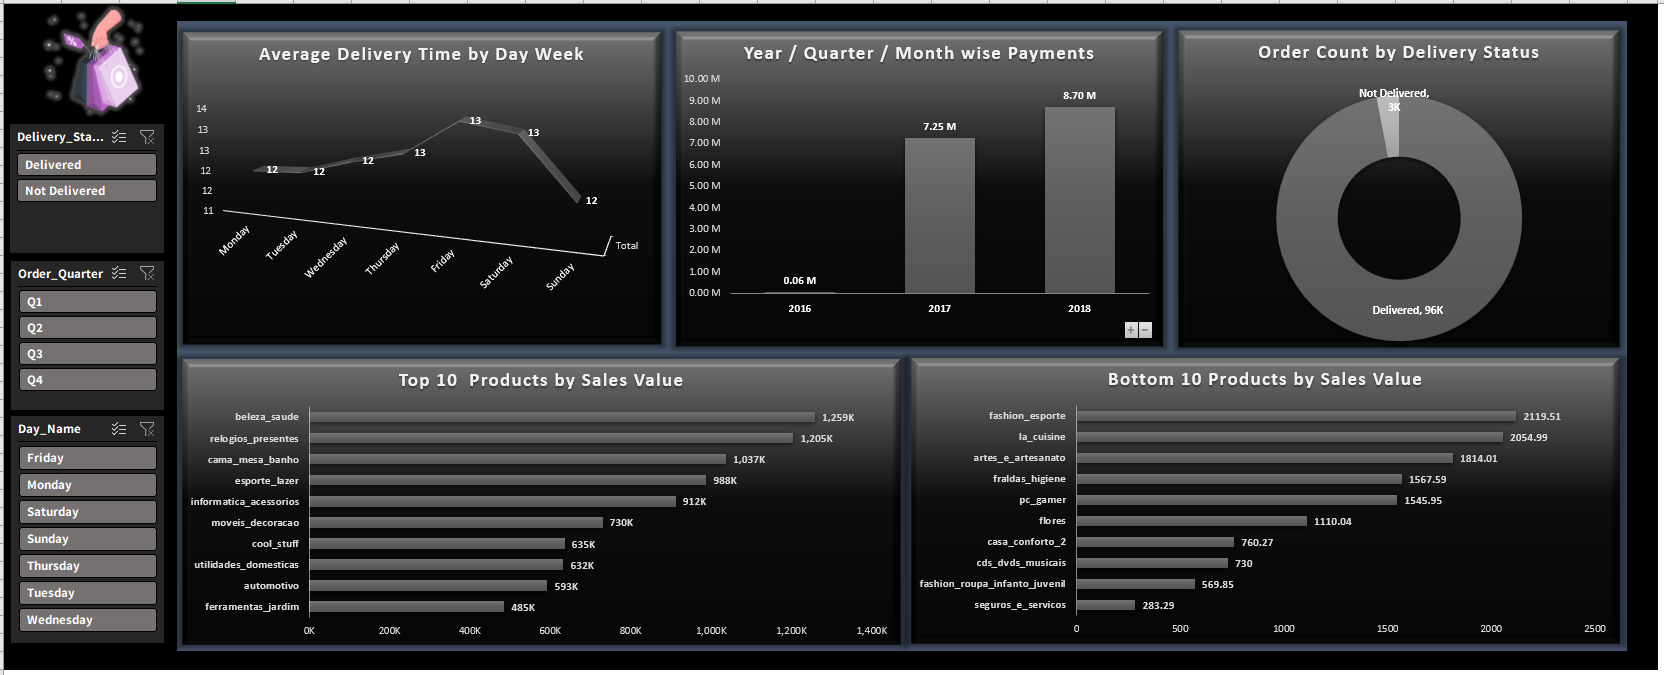 Delivery_Sta...
Delivered
Not Delivered
Order_Quarter
Q1
Q2
Q3
Q4
Day_Name
Friday
Monday
Saturday
Sunday
Thursday
Tuesday
Wednesday
Average Delivery Time by Day Week
14
13
13
12
12
11
12
12
12
13
13
13
12
Monday
Tuesday
Wednesday
Thursday
Friday
Saturday
Sunday
Total
Year / Quarter / Month wise Payments
10.00 M
9.00 M
8.00 M
7.00 M
6.00 M
5.00 M
4.00 M
3.00 M
2.00 M
1.00 M
0.00 M
0.06 M
7.25 M
8.70 M
2016
2017
2018
+ −
Order Count by Delivery Status
Not Delivered,
3K
Delivered, 96K
Top 10  Products by Sales Value
beleza_saude 1,259K
relogios_presentes 1,205K
cama_mesa_banho 1,037K
esporte_lazer 988K
informatica_acessorios 912K
moveis_decoracao 730K
cool_stuff 635K
utilidades_domesticas 632K
automotivo 593K
ferramentas_jardim 485K
0K 200K 400K 600K 800K 1,000K 1,200K 1,400K
Bottom 10 Products by Sales Value
fashion_esporte 2119.51
la_cuisine 2054.99
artes_e_artesanato 1814.01
fraldas_higiene 1567.59
pc_gamer 1545.95
flores 1110.04
casa_conforto_2 760.27
cds_dvds_musicais 730
fashion_roupa_infanto_juvenil 569.85
seguros_e_servicos 283.29
0 500 1000 1500 2000 2500